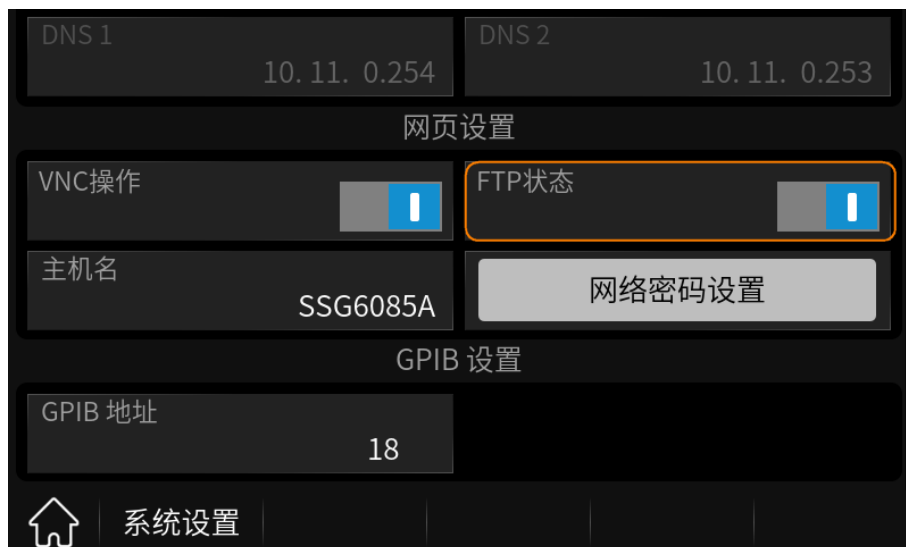 DNS 1
10. 11. 0.254
DNS 2
10. 11. 0.253
网页设置
VNC操作
FTP状态
主机名
SSG6085A
网络密码设置
GPIB 设置
GPIB 地址
18
系统设置